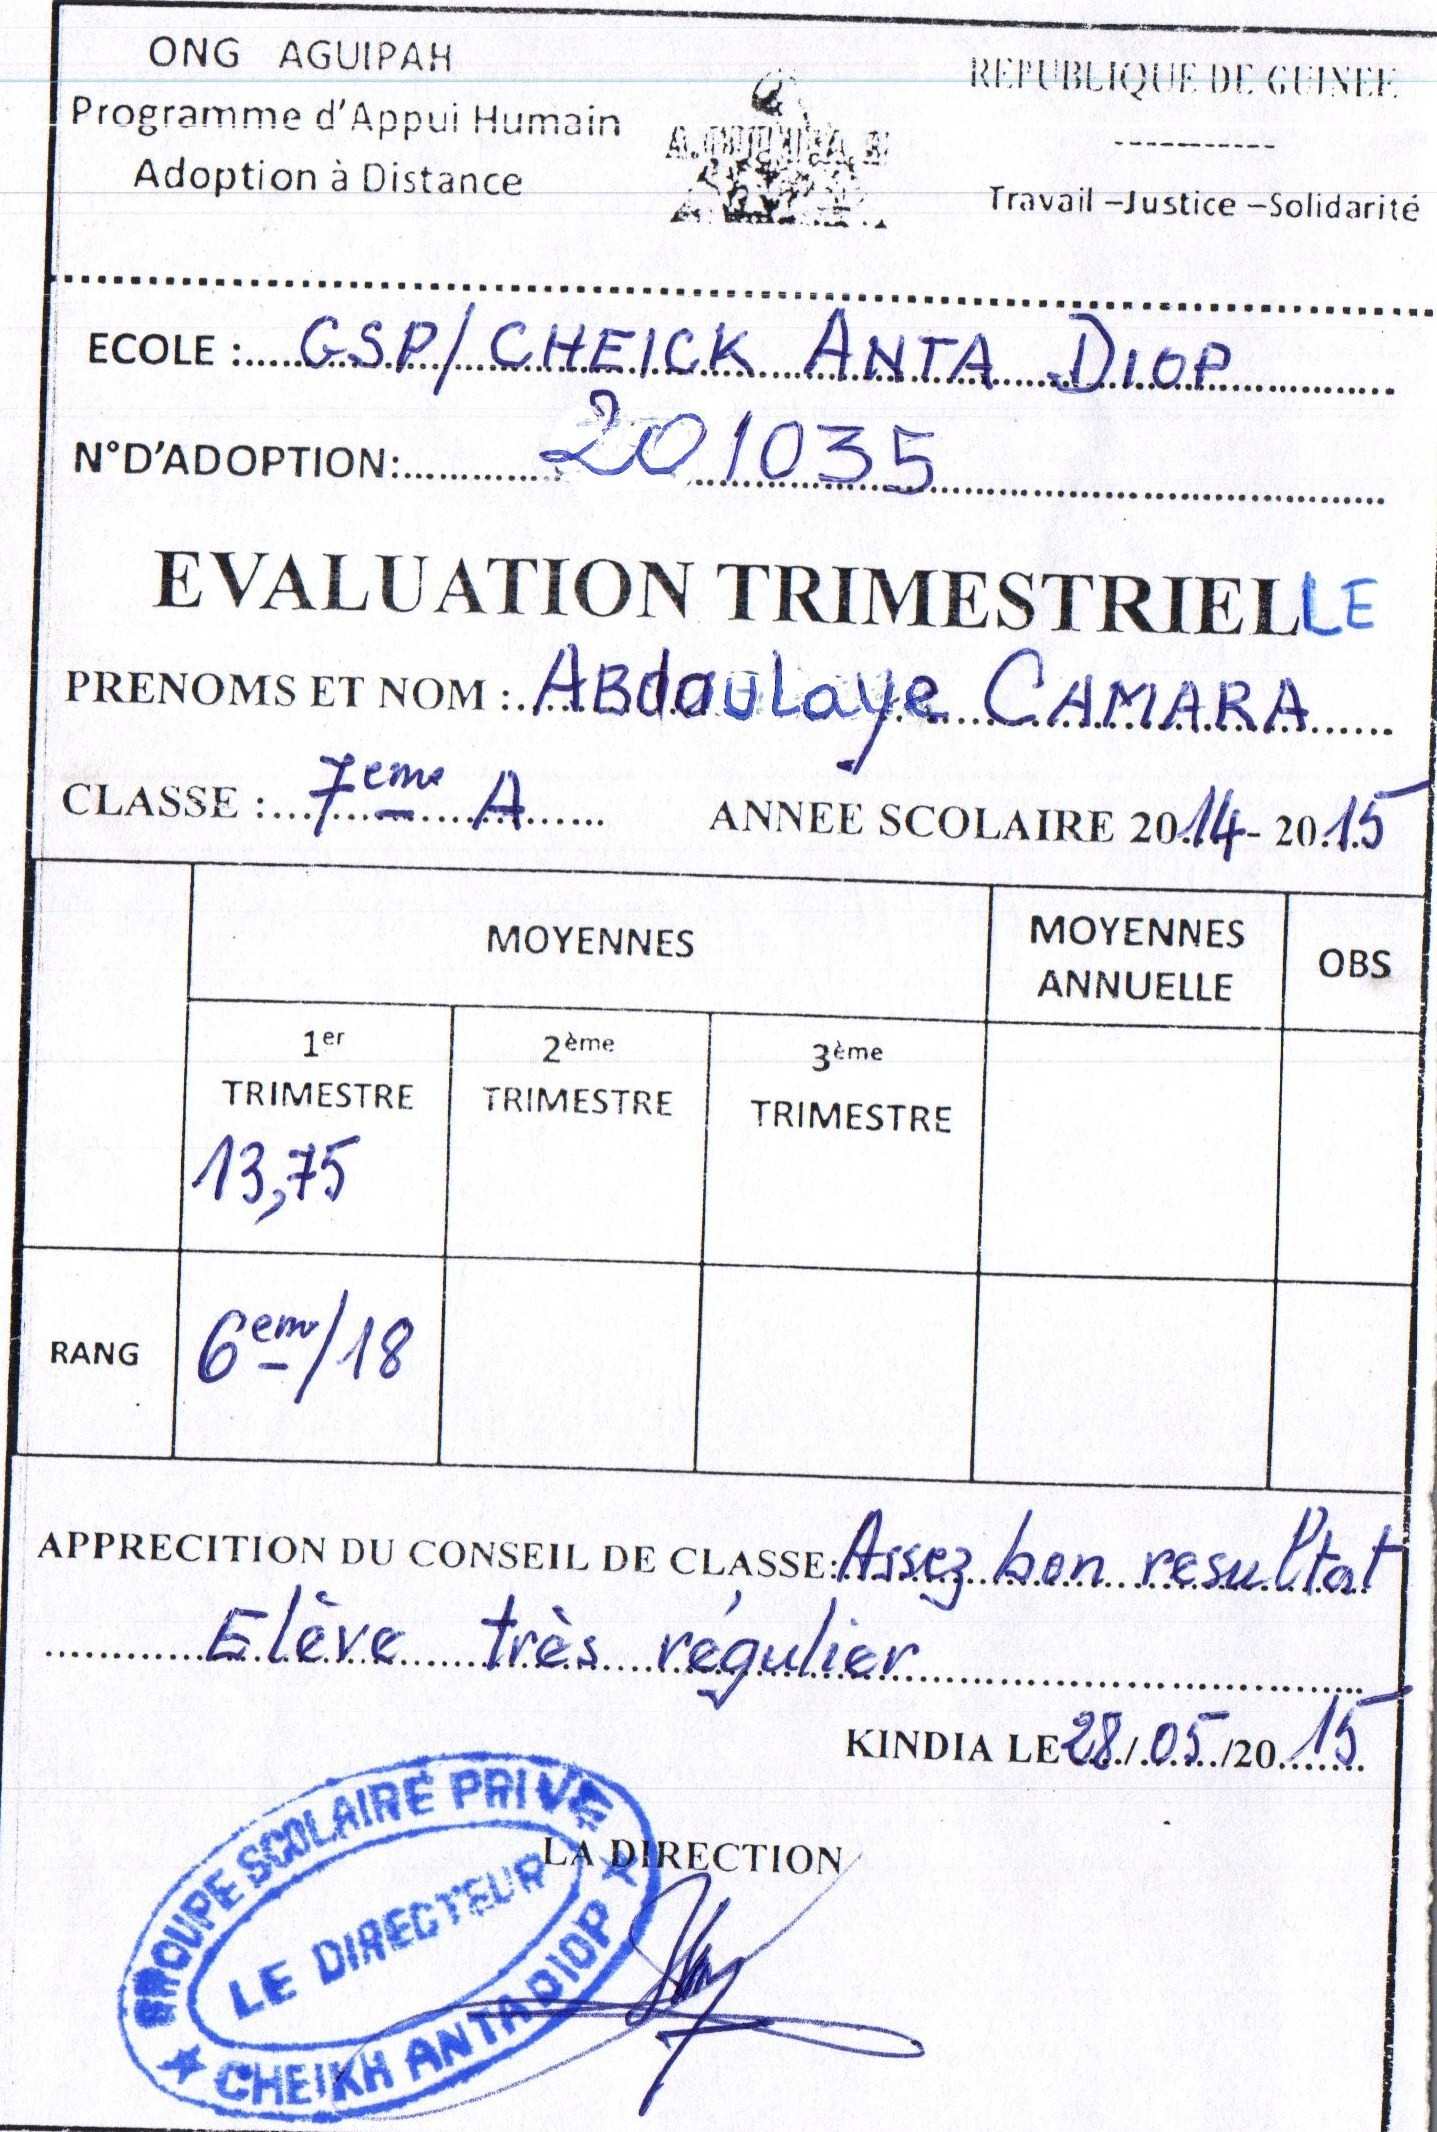 ONG AGUIPAH
Programme d'Appui Humain
Adoption à Distance
REPUBLIQUE DE GUINEE
-----------
Travail –Justice –Solidarité
ECOLE : GSP/CHEICK ANTA DIOP
N°D'ADOPTION: 201035
EVALUATION TRIMESTRIELLE
PRENOMS ET NOM : ABdoulaye CAMARA
CLASSE : 7eme A ANNEE SCOLAIRE 2014- 2015
MOYENNES
MOYENNES ANNUELLE
OBS
1er TRIMESTRE
2ème TRIMESTRE
3ème TRIMESTRE
13,75
RANG 6eme/18
APPRECITION DU CONSEIL DE CLASSE: Assez bon resultat
Elève très régulier
KINDIA LE 28/05/2015
LA DIRECTION
GROUPE SCOLAIRE PRIVE
LE DIRECTEUR
CHEIKH ANTA DIOP